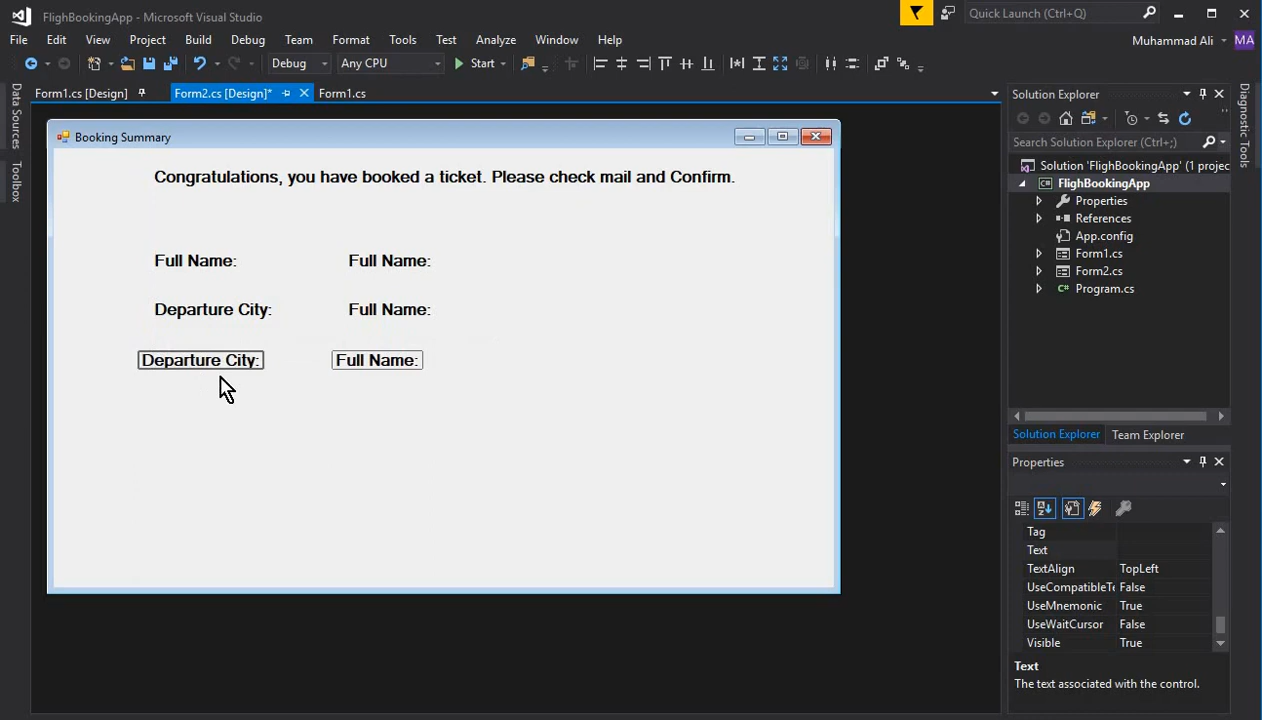 FlighBookingApp - Microsoft Visual Studio
Quick Launch (Ctrl+Q)
File Edit View Project Build Debug Team Format Tools Test Analyze Window Help
Muhammad Ali MA
Debug Any CPU Start
Form1.cs [Design] Form2.cs [Design]* Form1.cs
Data Sources
Toolbox
Booking Summary
Congratulations, you have booked a ticket. Please check mail and Confirm.
Full Name: Full Name:
Departure City: Full Name:
Departure City: Full Name:
Solution Explorer
Search Solution Explorer (Ctrl+;)
Solution 'FlighBookingApp' (1 projec
FlighBookingApp
Properties
References
App.config
Form1.cs
Form2.cs
Program.cs
Solution Explorer Team Explorer
Diagnostic Tools
Properties
Tag
Text
TextAlign TopLeft
UseCompatibleTe False
UseMnemonic True
UseWaitCursor False
Visible True
Text
The text associated with the control.